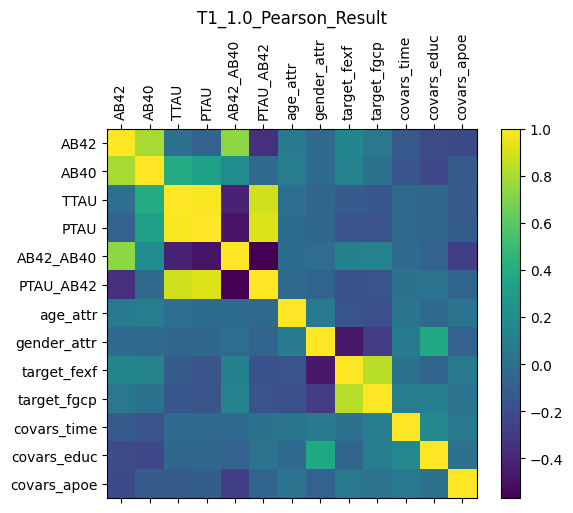 T1_1.0_Pearson_Result
AB42 AB40 TTAU PTAU AB42_AB40 PTAU_AB42 age_attr gender_attr target_fexf target_fgcp covars_time covars_educ covars_apoe
AB42
AB40
TTAU
PTAU
AB42_AB40
PTAU_AB42
age_attr
gender_attr
target_fexf
target_fgcp
covars_time
covars_educ
covars_apoe
1.0
0.8
0.6
0.4
0.2
0.0
−0.2
−0.4